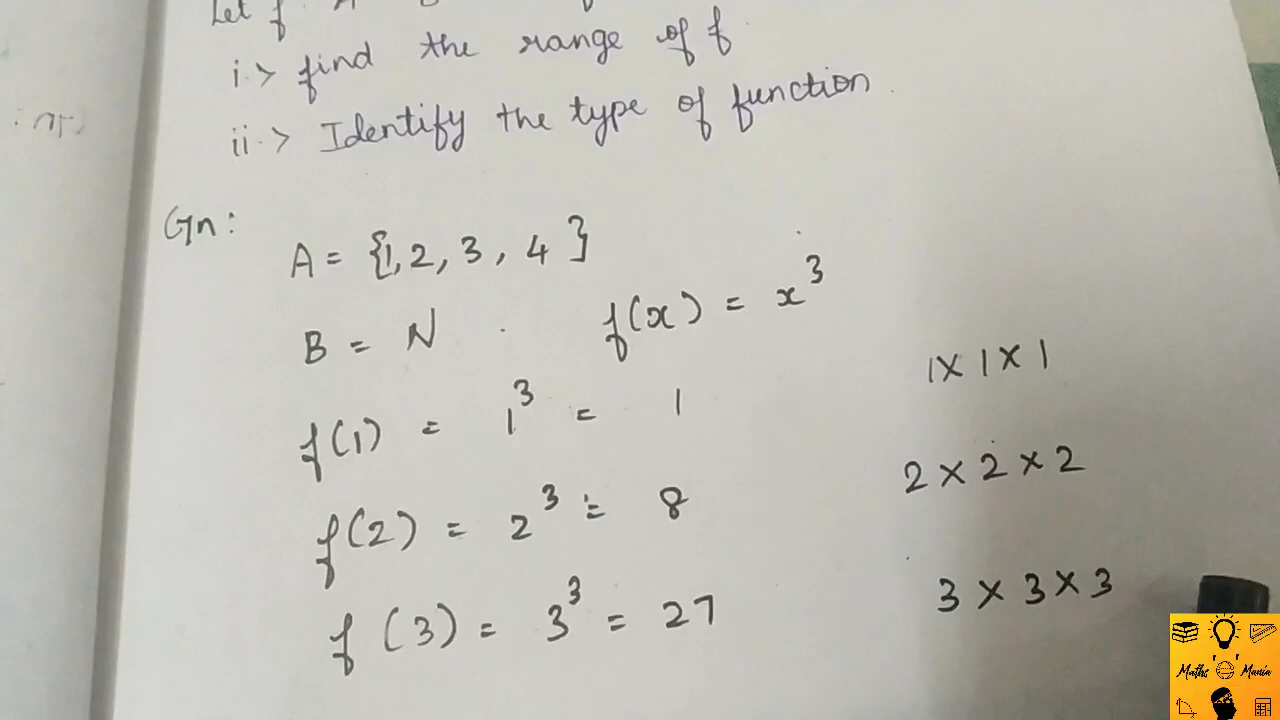 Let f A
i.> find the range of f
ii.> Identify the type of function.
Gn:
A = {1, 2, 3, 4}
B = N f(x) = x³
f(1) = 1³ = 1 1 x 1 x 1
f(2) = 2³ = 8 2 x 2 x 2
f(3) = 3³ = 27 3 x 3 x 3
Maths Mania